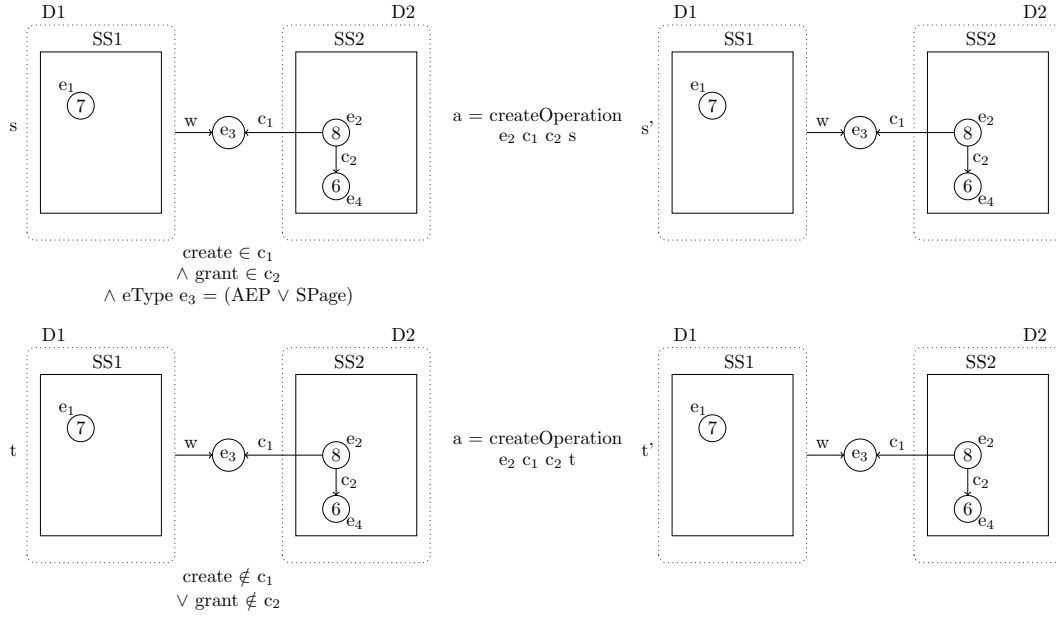 D1 D2 D1 D2
SS1 SS2 SS1 SS2
e₁ e₁
7 7
s w e₃ c₁ 8 e₂ a = createOperation s' w e₃ c₁ 8 e₂
e₂ c₁ c₂ s
c₂ c₂
6 6
e₄ e₄
create ∈ c₁
∧ grant ∈ c₂
∧ eType e₃ = (AEP ∨ SPage)
D1 D2 D1 D2
SS1 SS2 SS1 SS2
e₁ e₁
7 7
t w e₃ c₁ 8 e₂ a = createOperation t' w e₃ c₁ 8 e₂
e₂ c₁ c₂ t
c₂ c₂
6 6
e₄ e₄
create ∉ c₁
∨ grant ∉ c₂